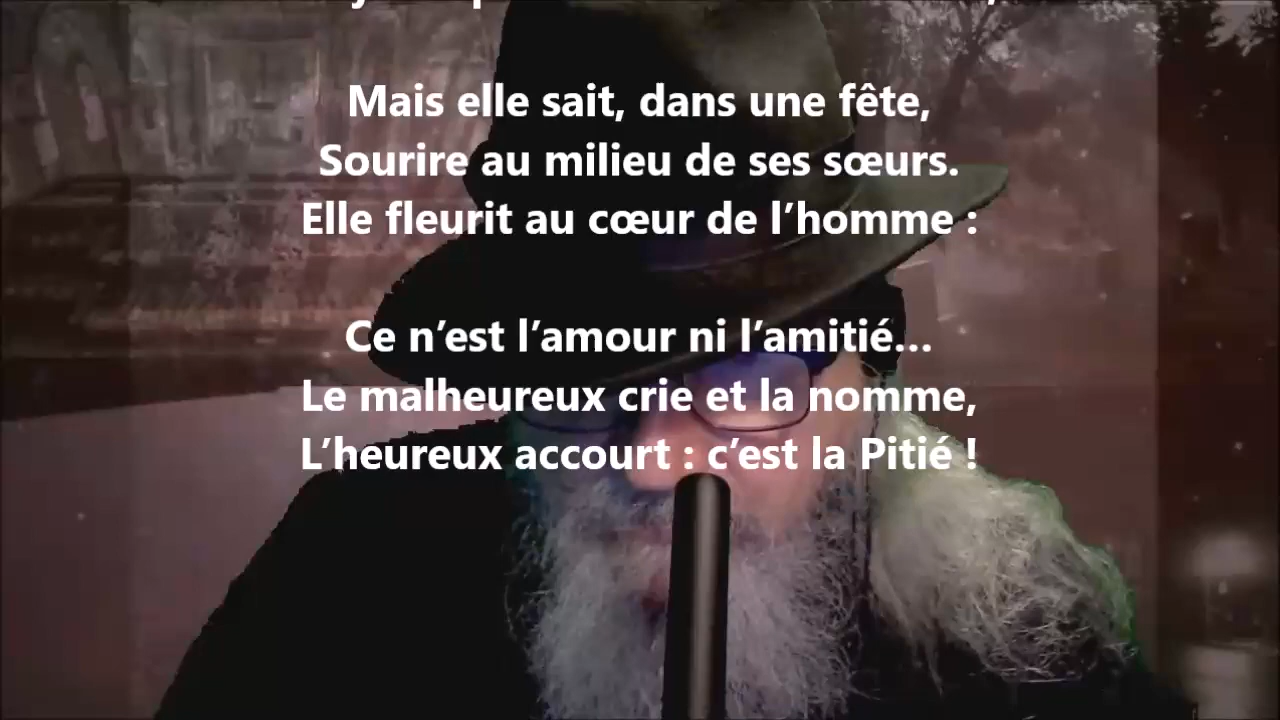 Mais elle sait, dans une fête,
Sourire au milieu de ses sœurs.
Elle fleurit au cœur de l’homme :
Ce n’est l’amour ni l’amitié...
Le malheureux crie et la nomme,
L’heureux accourt : c’est la Pitié !